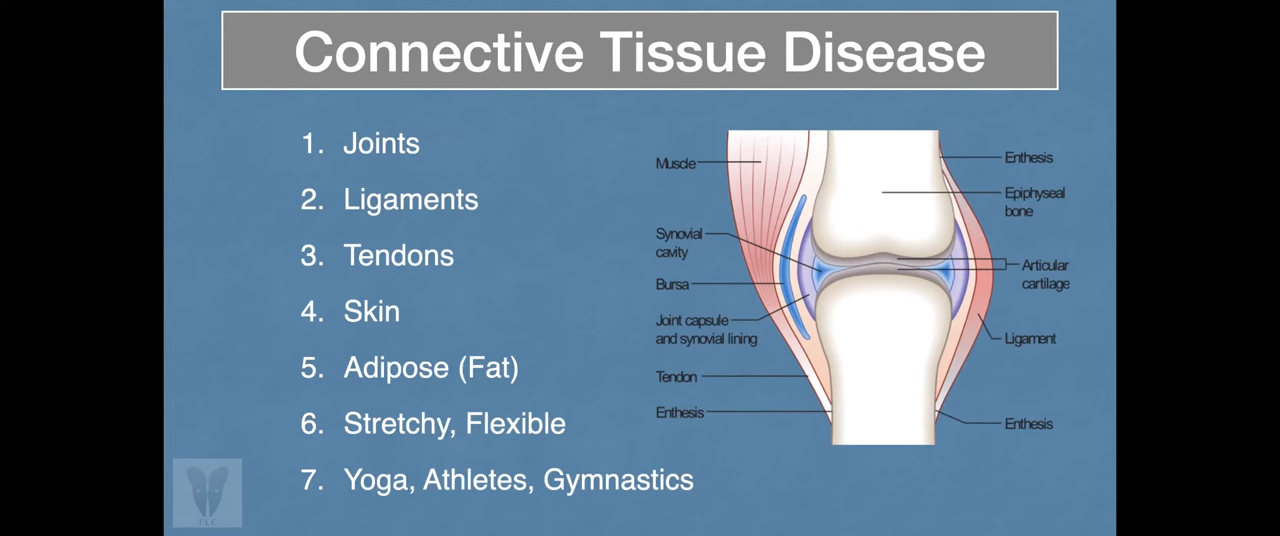 Connective Tissue Disease
1. Joints
2. Ligaments
3. Tendons
4. Skin
5. Adipose (Fat)
6. Stretchy, Flexible
7. Yoga, Athletes, Gymnastics
Muscle
Synovial
cavity
Bursa
Joint capsule
and synovial lining
Tendon
Enthesis
Enthesis
Epiphyseal
bone
Articular
cartilage
Ligament
Enthesis
TLC